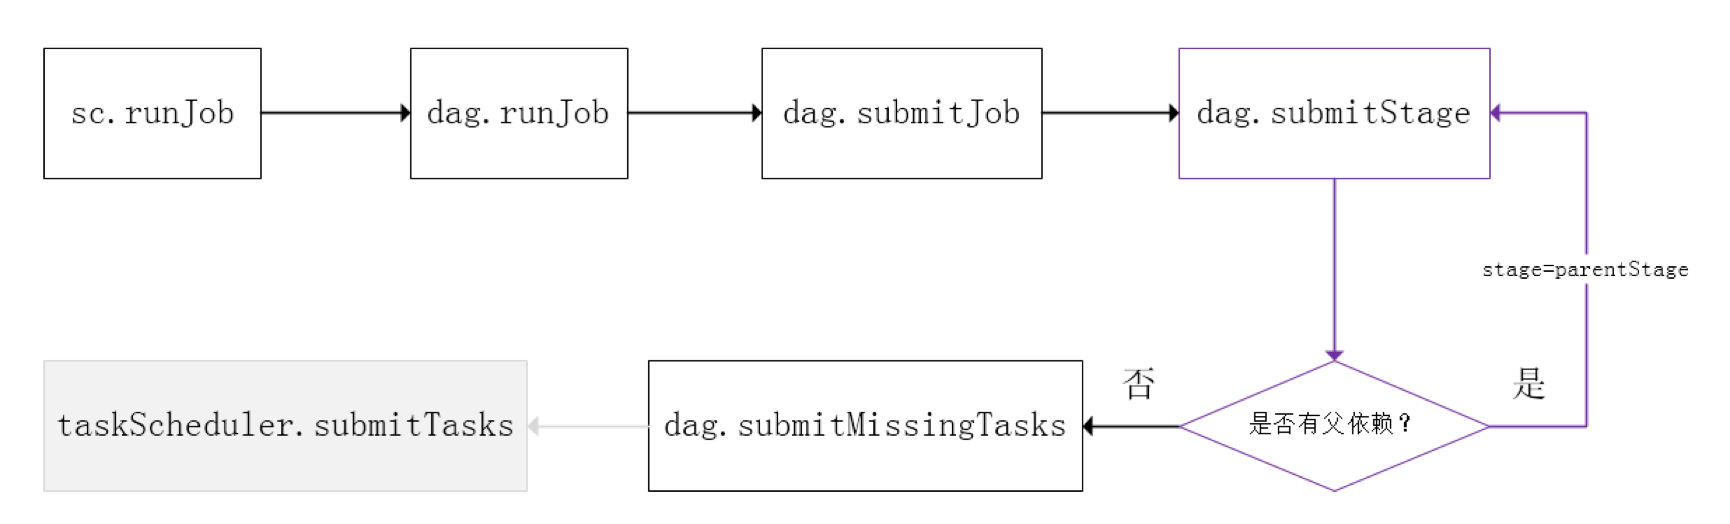 sc.runJob
dag.runJob
dag.submitJob
dag.submitStage
stage=parentStage
taskScheduler.submitTasks
dag.submitMissingTasks
否
是否有父依赖？
是